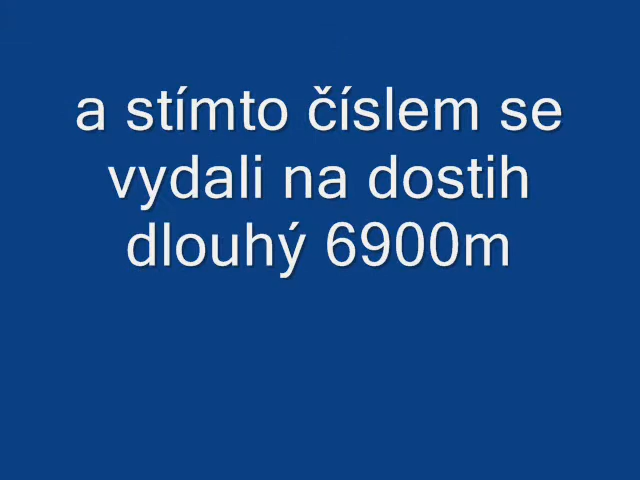 a stímto číslem se
vydali na dostih
dlouhý 6900m